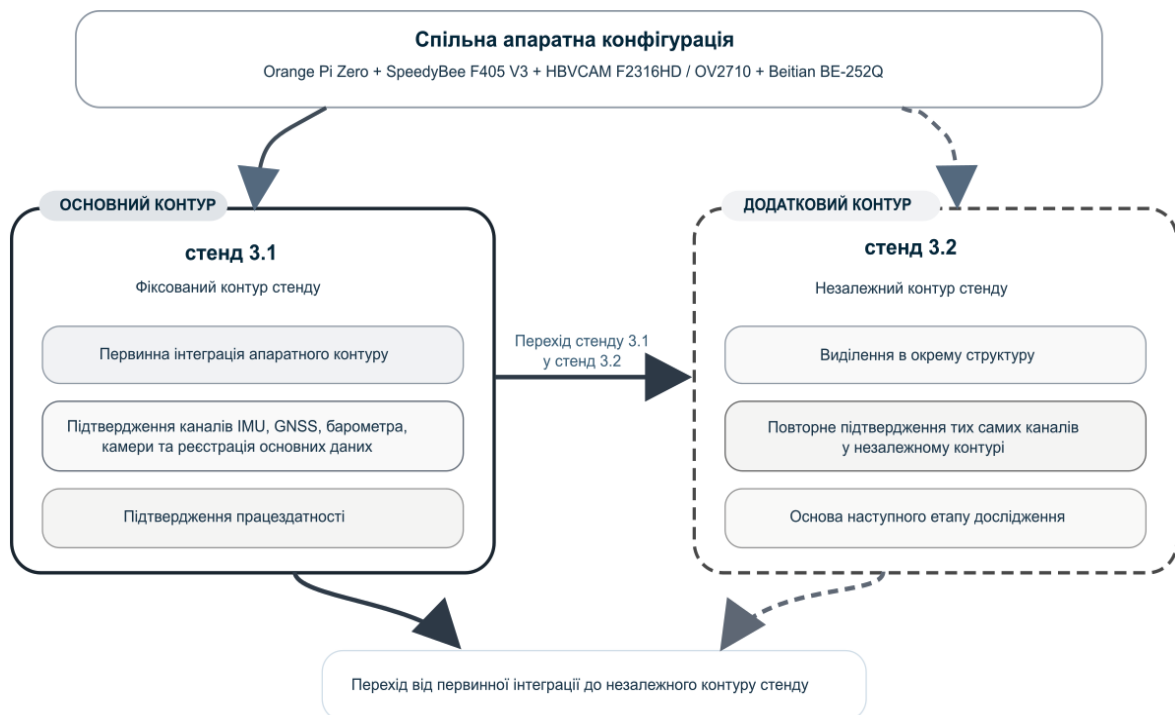 Спільна апаратна конфігурація
Orange Pi Zero + SpeedyBee F405 V3 + HBVCAM F2316HD / OV2710 + Beitian BE-252Q
ОСНОВНИЙ КОНТУР
стенд 3.1
Фіксований контур стенду
Первинна інтеграція апаратного контуру
Підтвердження каналів IMU, GNSS, барометра,
камери та реєстрація основних даних
Підтвердження працездатності
Перехід стенду 3.1
у стенд 3.2
ДОДАТКОВИЙ КОНТУР
стенд 3.2
Незалежний контур стенду
Виділення в окрему структуру
Повторне підтвердження тих самих каналів
у незалежному контурі
Основа наступного етапу дослідження
Перехід від первинної інтеграції до незалежного контуру стенду